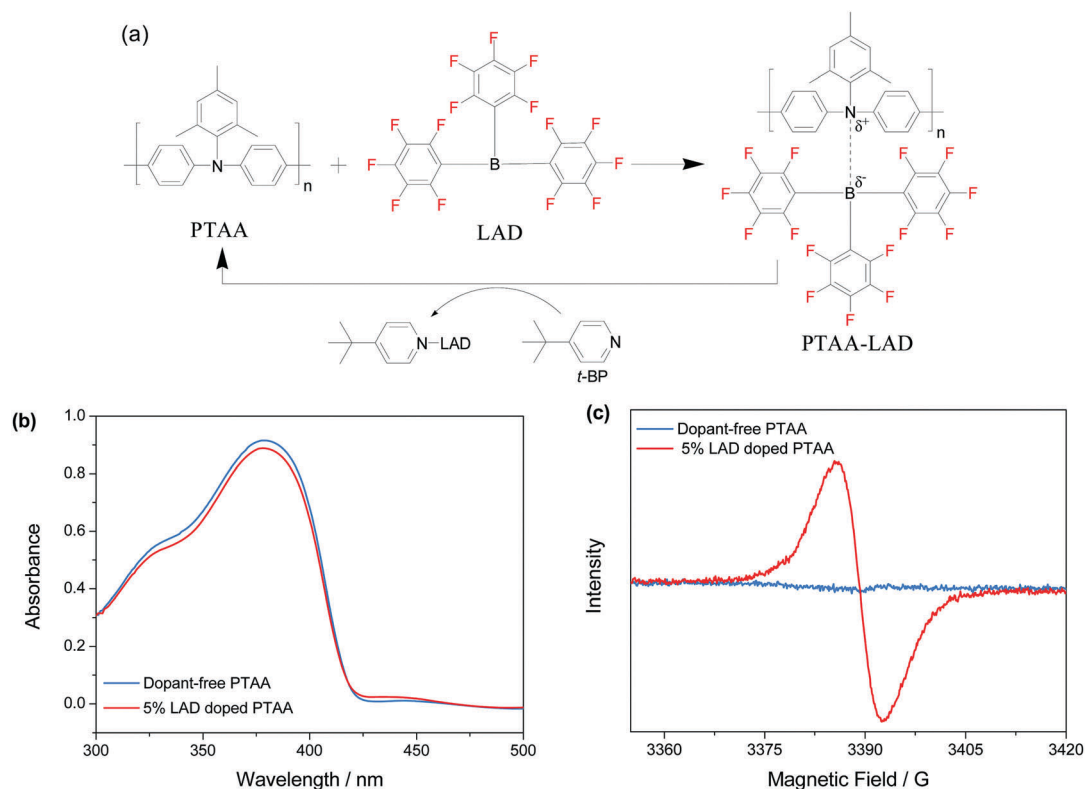 (a)
F F F F F
F F F F F
F F F F F
N
n
PTAA
+
B
LAD
N δ+
n
B δ-
F F F F F
F F F F F
F F F F F
PTAA-LAD
N–LAD
N
t-BP
(b)
1.0
0.8
0.6
0.4
0.2
0.0
Absorbance
Dopant-free PTAA
5% LAD doped PTAA
300 350 400 450 500
Wavelength / nm
(c)
Dopant-free PTAA
5% LAD doped PTAA
Intensity
3360 3375 3390 3405 3420
Magnetic Field / G